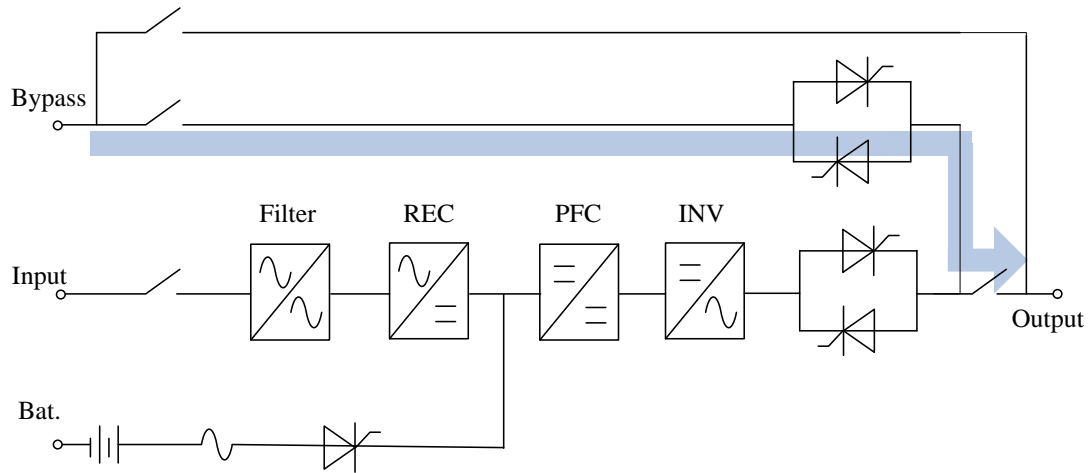 Bypass
Filter
REC
PFC
INV
Input
Output
Bat.